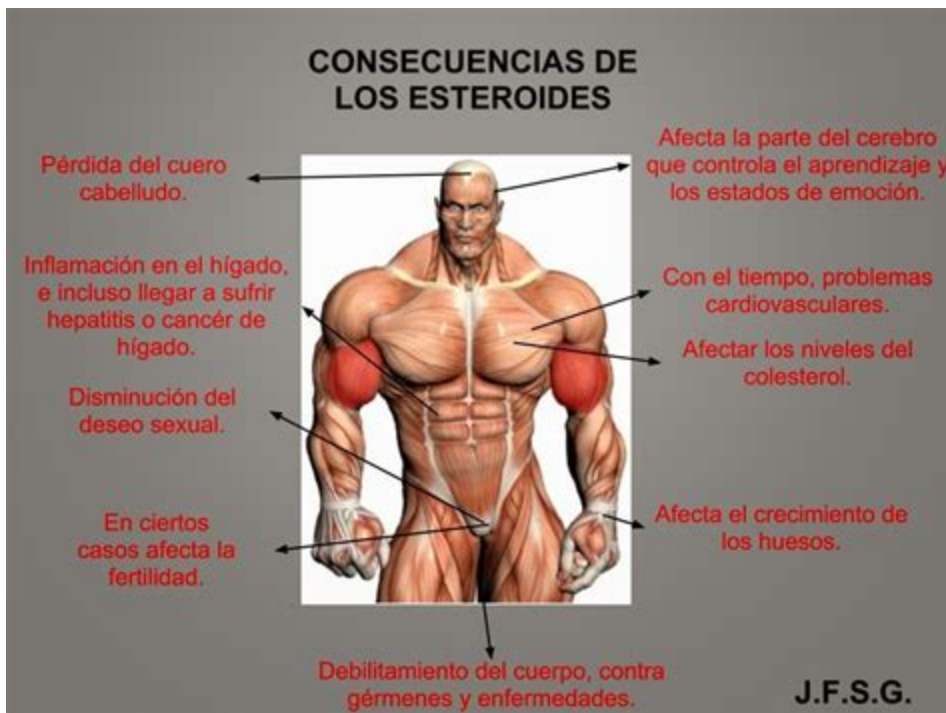 CONSECUENCIAS DE
LOS ESTEROIDES
Pérdida del cuero
cabelludo.
Inflamación en el hígado,
e incluso llegar a sufrir
hepatitis o cancér de
hígado.
Disminución del
deseo sexual.
En ciertos
casos afecta la
fertilidad.
Afecta la parte del cerebro
que controla el aprendizaje y
los estados de emoción.
Con el tiempo, problemas
cardiovasculares.
Afectar los niveles del
colesterol.
Afecta el crecimiento de
los huesos.
Debilitamiento del cuerpo, contra
gérmenes y enfermedades.
J.F.S.G.